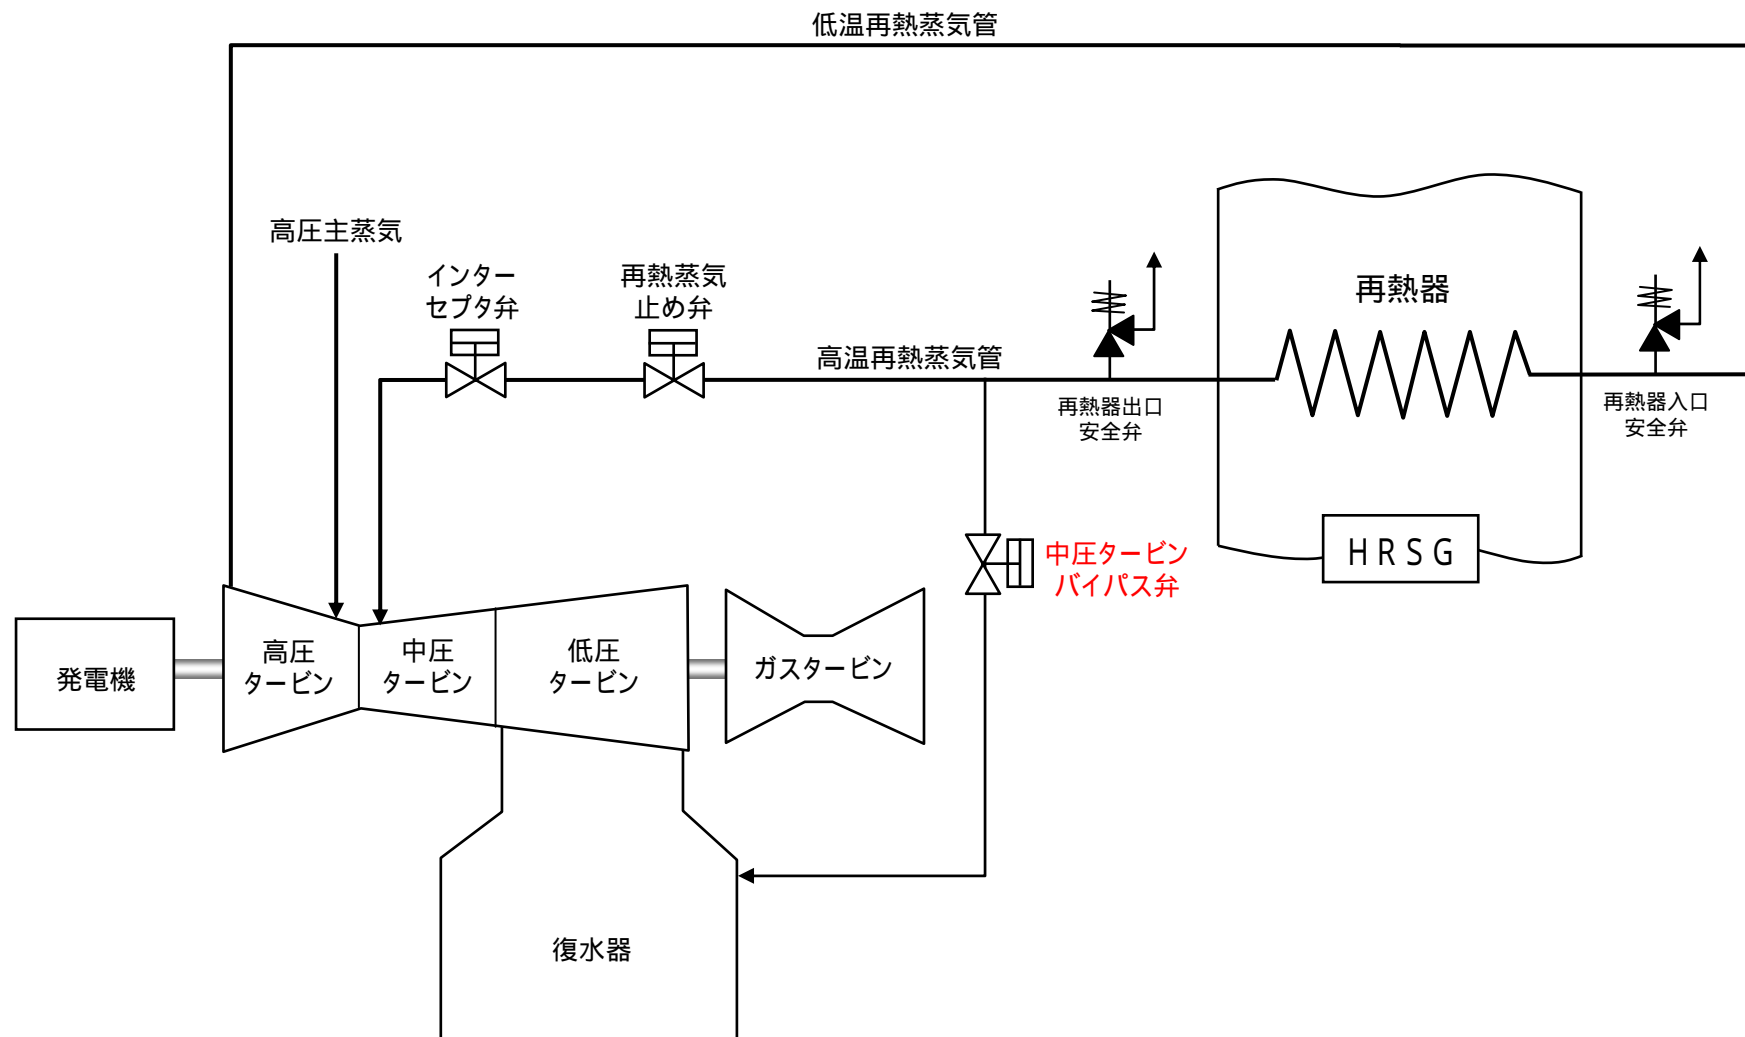 低温再熱蒸気管
高圧主蒸気
インター
セプタ弁
再熱蒸気
止め弁
高温再熱蒸気管
再熱器
再熱器出口
安全弁
再熱器入口
安全弁
中圧タービン
バイパス弁
ＨＲＳＧ
発電機
高圧
タービン
中圧
タービン
低圧
タービン
ガスタービン
復水器